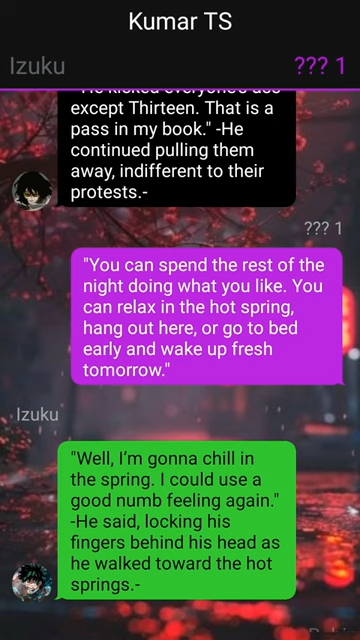 Kumar TS
Izuku
??? 1
"He kicked everyone's ass
except Thirteen. That is a
pass in my book." -He
continued pulling them
away, indifferent to their
protests.-
??? 1
"You can spend the rest of the
night doing what you like. You
can relax in the hot spring,
hang out here, or go to bed
early and wake up fresh
tomorrow."
Izuku
"Well, I'm gonna chill in
the spring. I could use a
good numb feeling again."
-He said, locking his
fingers behind his head as
he walked toward the hot
springs.-